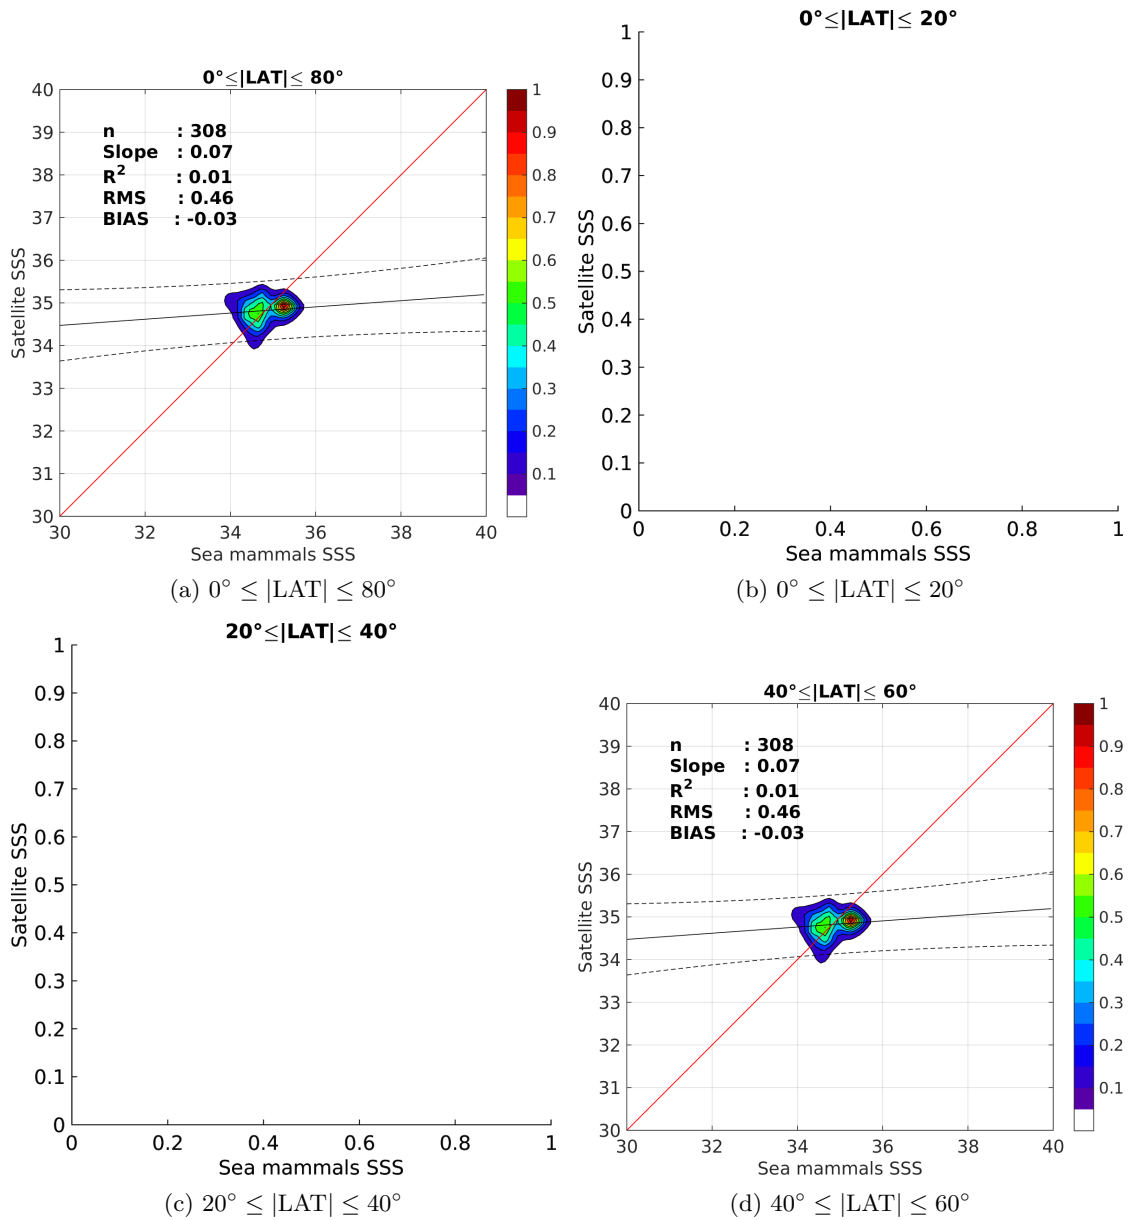 0°≤|LAT|≤ 80°
40
39
38
37
36
35
34
33
32
31
30
30 32 34 36 38 40
n : 308
Slope : 0.07
R² : 0.01
RMS : 0.46
BIAS : -0.03
Satellite SSS
Sea mammals SSS
1
0.9
0.8
0.7
0.6
0.5
0.4
0.3
0.2
0.1
(a) 0° ≤ |LAT| ≤ 80°
0°≤|LAT|≤ 20°
1
0.9
0.8
0.7
0.6
0.5
0.4
0.3
0.2
0.1
0
0 0.2 0.4 0.6 0.8 1
Satellite SSS
Sea mammals SSS
(b) 0° ≤ |LAT| ≤ 20°
20°≤|LAT|≤ 40°
1
0.9
0.8
0.7
0.6
0.5
0.4
0.3
0.2
0.1
0
0 0.2 0.4 0.6 0.8 1
Satellite SSS
Sea mammals SSS
(c) 20° ≤ |LAT| ≤ 40°
40°≤|LAT|≤ 60°
40
39
38
37
36
35
34
33
32
31
30
30 32 34 36 38 40
n : 308
Slope : 0.07
R² : 0.01
RMS : 0.46
BIAS : -0.03
Satellite SSS
Sea mammals SSS
1
0.9
0.8
0.7
0.6
0.5
0.4
0.3
0.2
0.1
(d) 40° ≤ |LAT| ≤ 60°